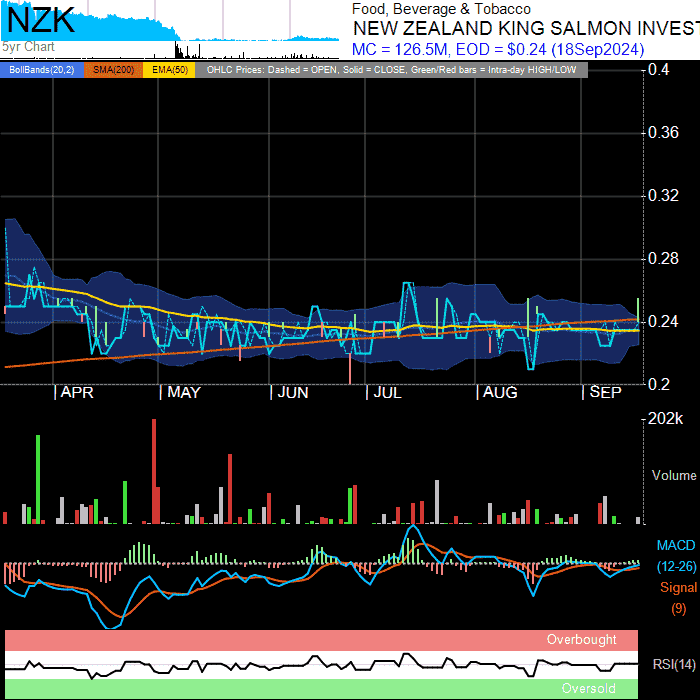 NZK
5yr Chart
Food, Beverage & Tobacco
NEW ZEALAND KING SALMON INVEST
MC = 126.5M, EOD = $0.24 (18Sep2024)
BollBands(20,2) SMA(200) EMA(50) OHLC Prices: Dashed = OPEN, Solid = CLOSE, Green/Red bars = Intra-day HIGH/LOW
0.4
0.36
0.32
0.28
0.24
0.2
APR MAY JUN JUL AUG SEP
202k
Volume
MACD
(12-26)
Signal
(9)
Overbought
RSI(14)
Oversold